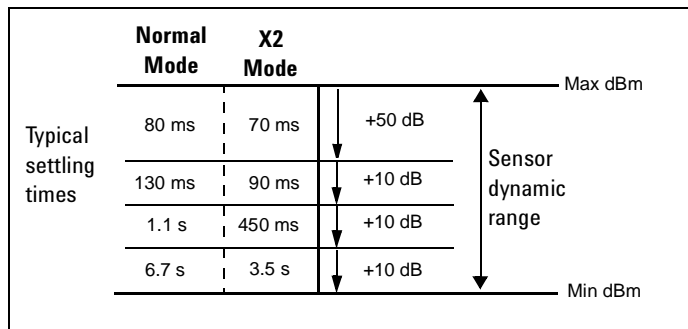 Normal Mode X2 Mode
Max dBm
Typical settling times
80 ms 70 ms +50 dB
130 ms 90 ms +10 dB
1.1 s 450 ms +10 dB
6.7 s 3.5 s +10 dB
Sensor dynamic range
Min dBm